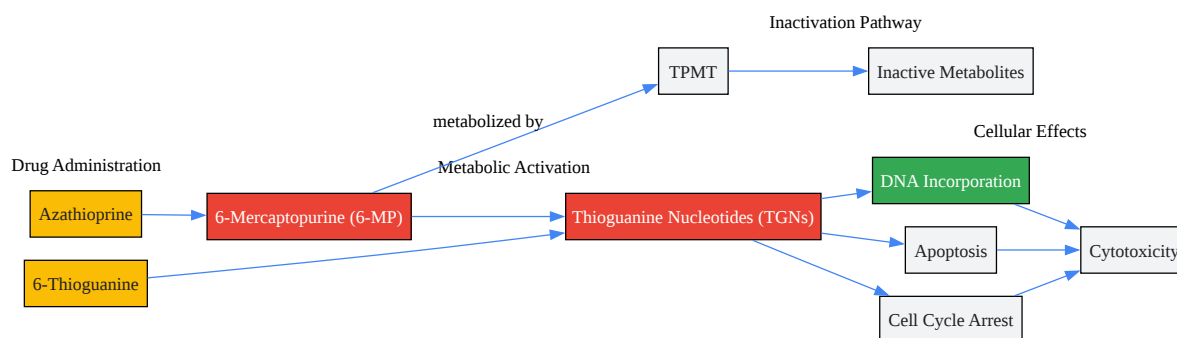 Inactivation Pathway
TPMT
Inactive Metabolites
metabolized by
Cellular Effects
Drug Administration
Metabolic Activation
DNA Incorporation
Azathioprine
6-Mercaptopurine (6-MP)
Thioguanine Nucleotides (TGNs)
Apoptosis
Cytotoxicity
6-Thioguanine
Cell Cycle Arrest